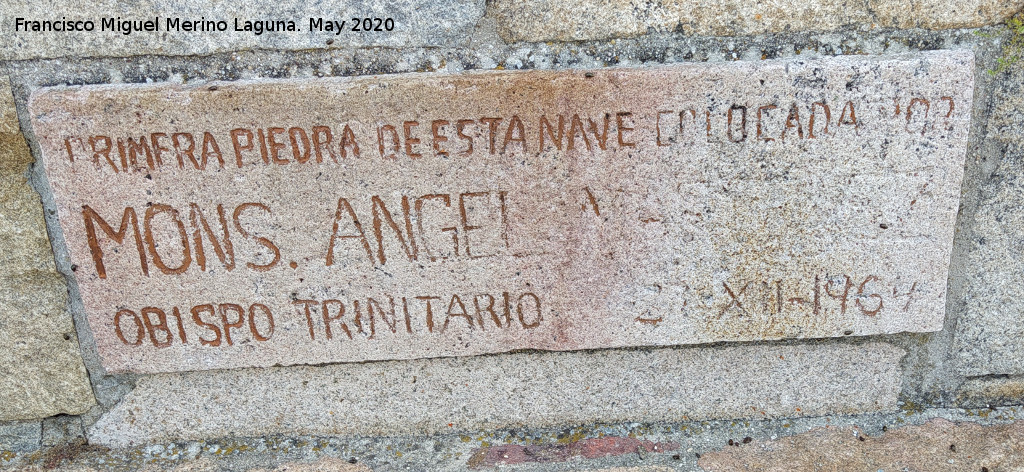 Francisco Miguel Merino Laguna. May 2020
PRIMERA PIEDRA DE ESTA NAVE COLOCADA POR
MONS. ANGEL
OBISPO TRINITARIO 27-XII-1964